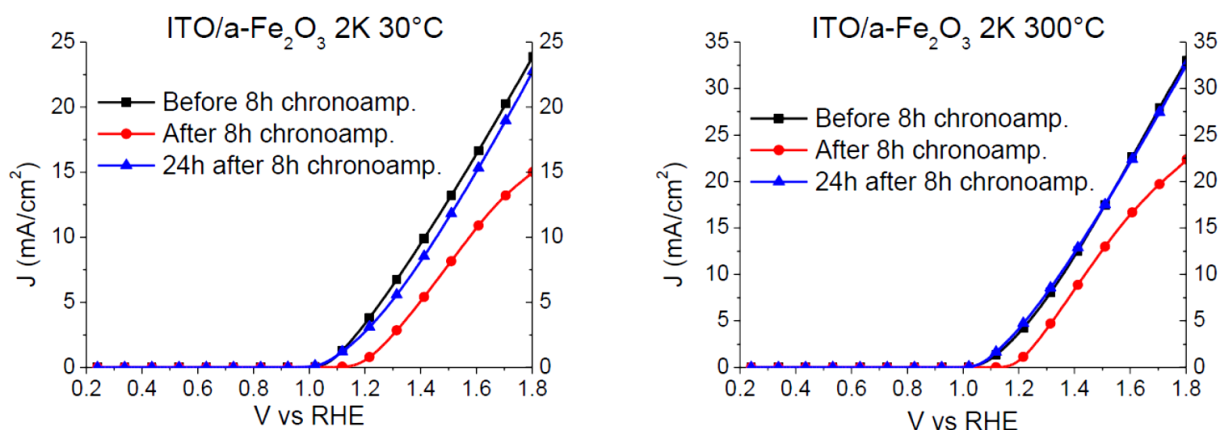 ITO/a-Fe₂O₃ 2K 30°C
25
20
15
10
5
0
25
20
15
10
5
0
J (mA/cm²)
Before 8h chronoamp.
After 8h chronoamp.
24h after 8h chronoamp.
0.2 0.4 0.6 0.8 1.0 1.2 1.4 1.6 1.8
V vs RHE
ITO/a-Fe₂O₃ 2K 300°C
35
30
25
20
15
10
5
0
35
30
25
20
15
10
5
0
J (mA/cm²)
Before 8h chronoamp.
After 8h chronoamp.
24h after 8h chronoamp.
0.2 0.4 0.6 0.8 1.0 1.2 1.4 1.6 1.8
V vs RHE